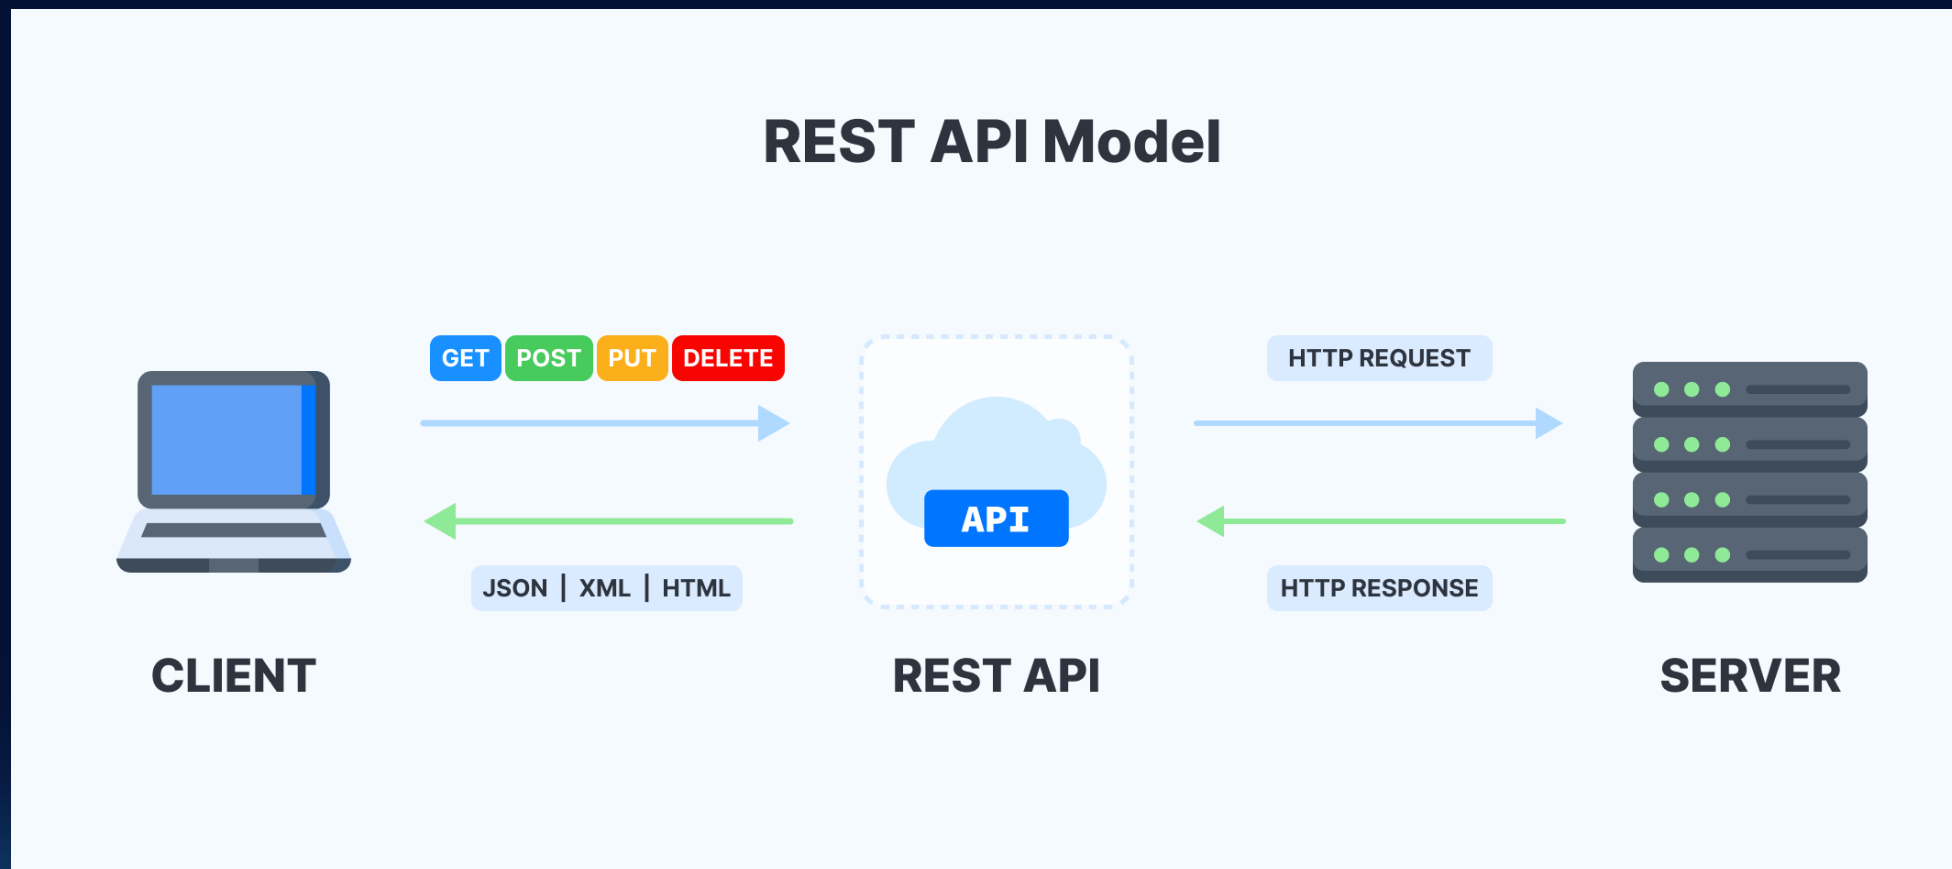 REST API Model
GET POST PUT DELETE
HTTP REQUEST
API
JSON | XML | HTML
HTTP RESPONSE
CLIENT
REST API
SERVER